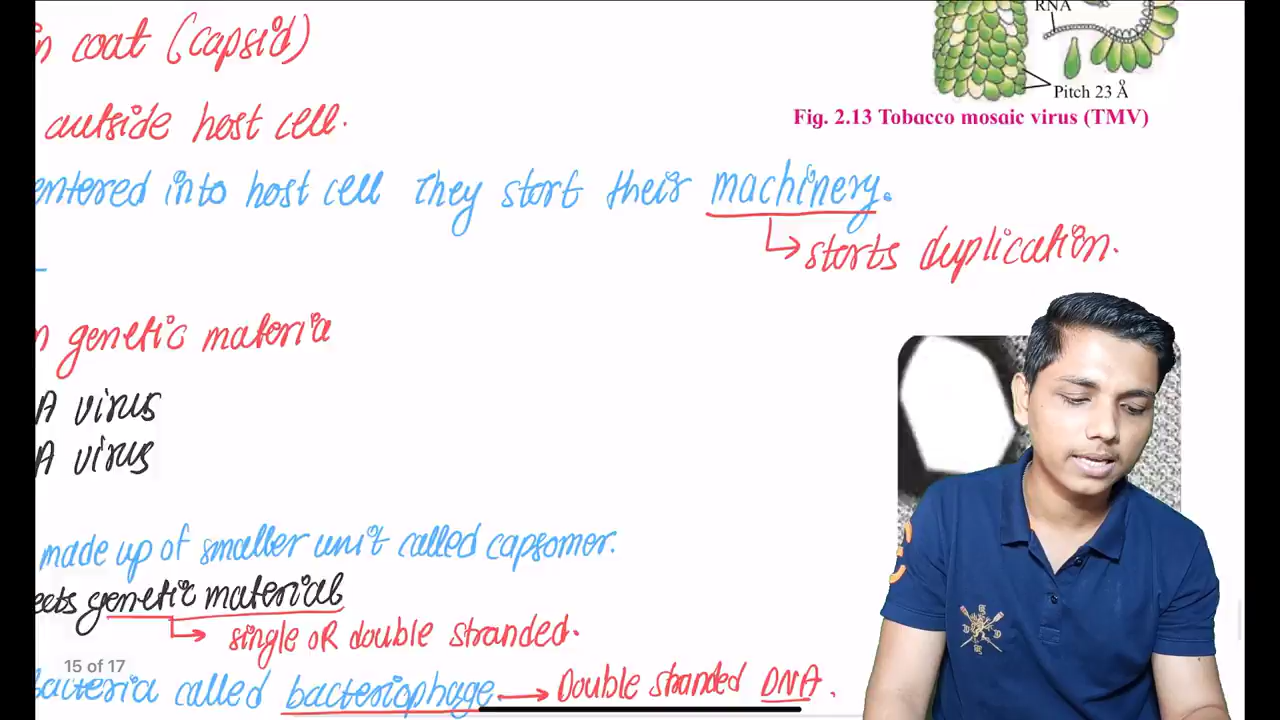 n coat (capsid)
RNA
Pitch 23 Å
Fig. 2.13 Tobacco mosaic virus (TMV)
outside host cell.
entered into host cell They start their machinery.
starts duplication.
n genetic materia
A virus
A virus
made up of smaller unit called capsomer.
ects genetic material
single OR double stranded.
15 of 17
bacteria called bacteriophage → Double stranded DNA.